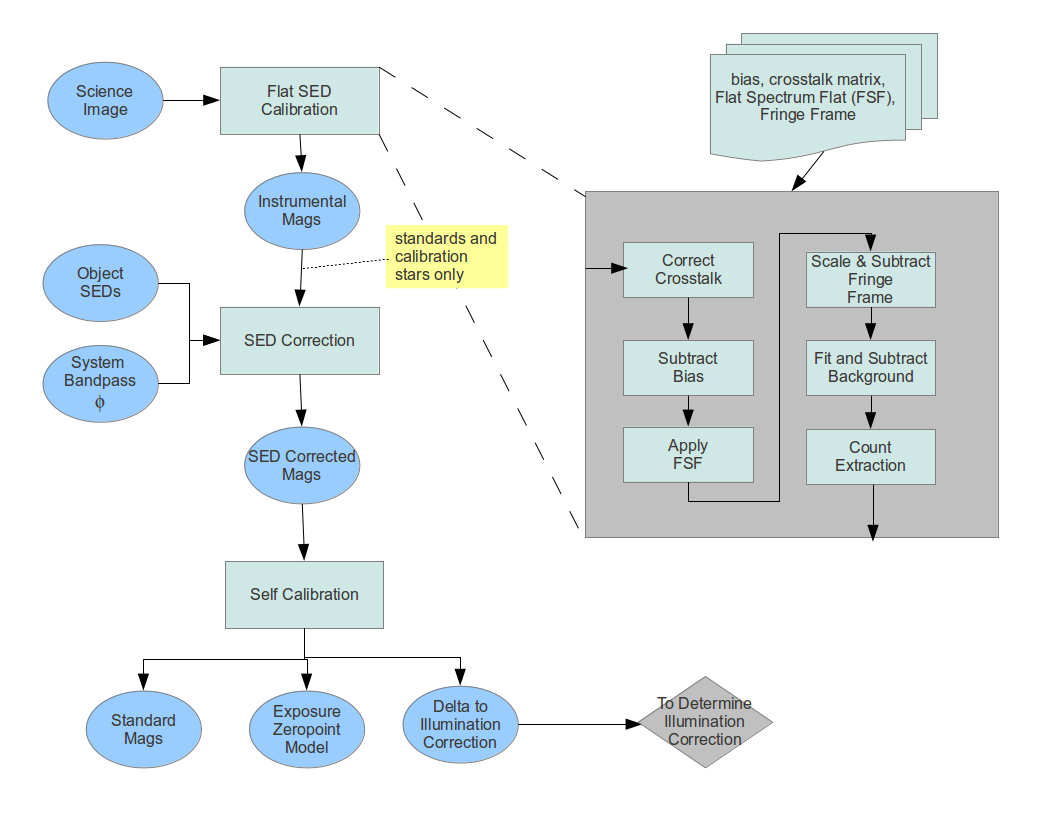 Science
Image
Flat SED
Calibration
bias, crosstalk matrix,
Flat Spectrum Flat (FSF),
Fringe Frame
Instrumental
Mags
standards and
calibration
stars only
Object
SEDs
System
Bandpass
ϕ
SED Correction
SED Corrected
Mags
Self Calibration
Standard
Mags
Exposure
Zeropoint
Model
Delta to
Illumination
Correction
To Determine
Illumination
Correction
Correct
Crosstalk
Subtract
Bias
Apply
FSF
Scale & Subtract
Fringe
Frame
Fit and Subtract
Background
Count
Extraction